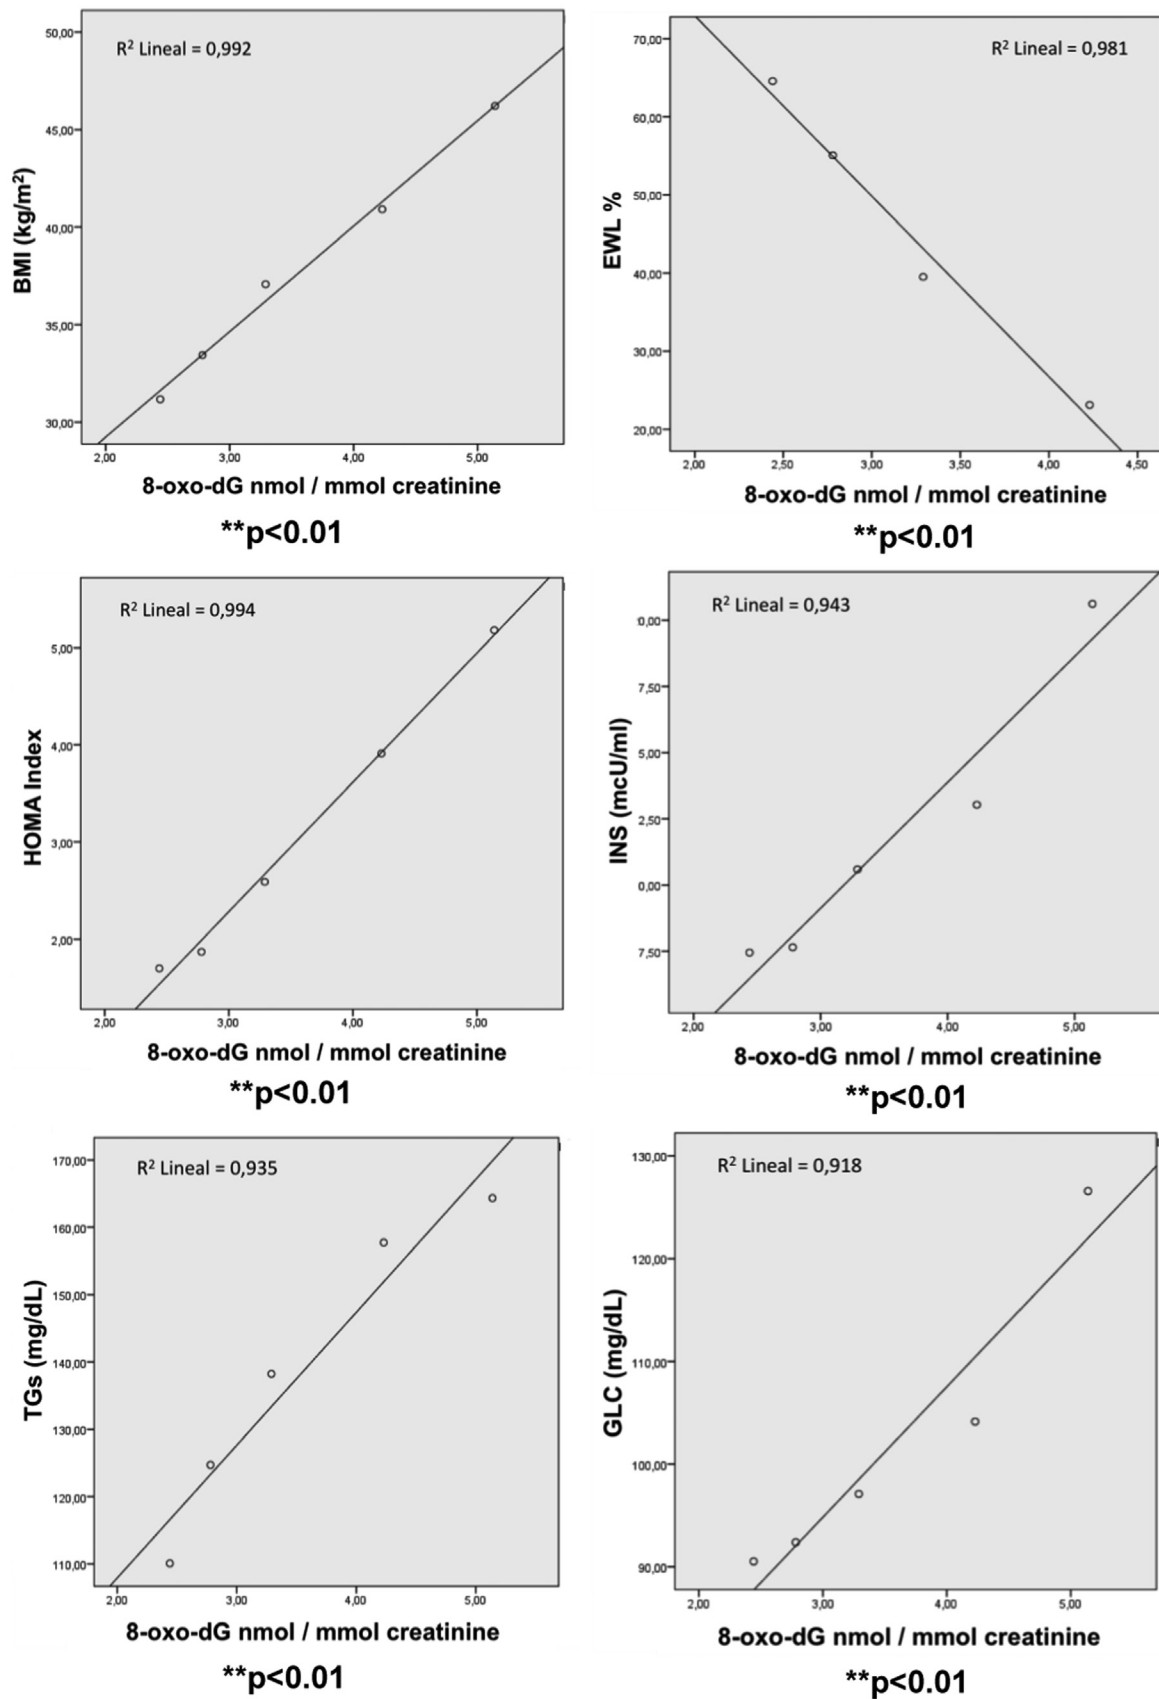 R² Lineal = 0,992
50,00
45,00
40,00
35,00
30,00
BMI (kg/m²)
2,00 3,00 4,00 5,00
8-oxo-dG nmol / mmol creatinine
**p<0.01
R² Lineal = 0,981
70,00
60,00
50,00
40,00
30,00
20,00
EWL %
2,00 2,50 3,00 3,50 4,00 4,50
8-oxo-dG nmol / mmol creatinine
**p<0.01
R² Lineal = 0,994
5,00
4,00
3,00
2,00
HOMA Index
2,00 3,00 4,00 5,00
8-oxo-dG nmol / mmol creatinine
**p<0.01
R² Lineal = 0,943
0,00
7,50
5,00
2,50
0,00
7,50
INS (mcU/ml)
2,00 3,00 4,00 5,00
8-oxo-dG nmol / mmol creatinine
**p<0.01
R² Lineal = 0,935
170,00
160,00
150,00
140,00
130,00
120,00
110,00
TGs (mg/dL)
2,00 3,00 4,00 5,00
8-oxo-dG nmol / mmol creatinine
**p<0.01
R² Lineal = 0,918
130,00
120,00
110,00
100,00
90,00
GLC (mg/dL)
2,00 3,00 4,00 5,00
8-oxo-dG nmol / mmol creatinine
**p<0.01